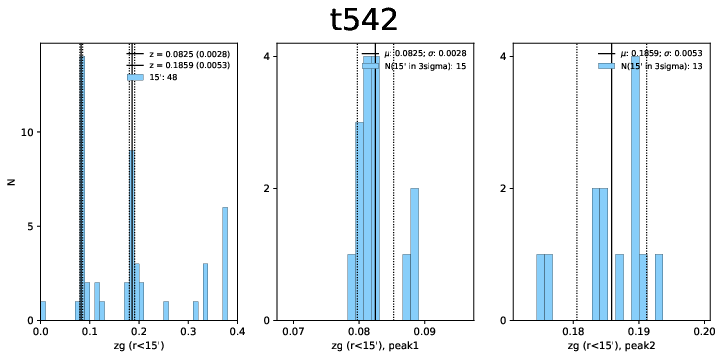 t542
z = 0.0825 (0.0028)
z = 0.1859 (0.0053)
15': 48
N
10
5
0
0.0 0.1 0.2 0.3 0.4
zg (r<15')
μ: 0.0825; σ: 0.0028
N(15' in 3sigma): 15
4
2
0
0.07 0.08 0.09
zg (r<15'), peak1
μ: 0.1859; σ: 0.0053
N(15' in 3sigma): 13
4
2
0
0.18 0.19 0.20
zg (r<15'), peak2